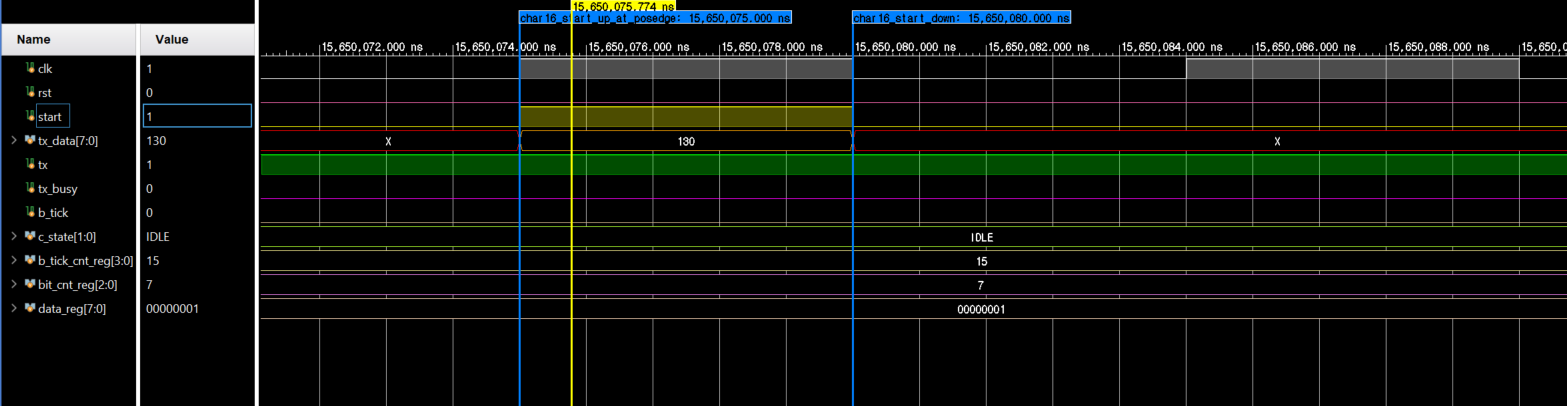 15,650,075.774 ns
char16_start_up_at_posedge: 15,650,075.000 ns
char16_start_down: 15,650,080.000 ns
Name
Value
15,650,072.000 ns
15,650,074.000 ns
15,650,076.000 ns
15,650,078.000 ns
15,650,080.000 ns
15,650,082.000 ns
15,650,084.000 ns
15,650,086.000 ns
15,650,088.000 ns
15,650,0
clk 1
rst 0
start 1
tx_data[7:0] 130 X 130 X
tx 1
tx_busy 0
b_tick 0
c_state[1:0] IDLE IDLE
b_tick_cnt_reg[3:0] 15 15
bit_cnt_reg[2:0] 7 7
data_reg[7:0] 00000001 00000001